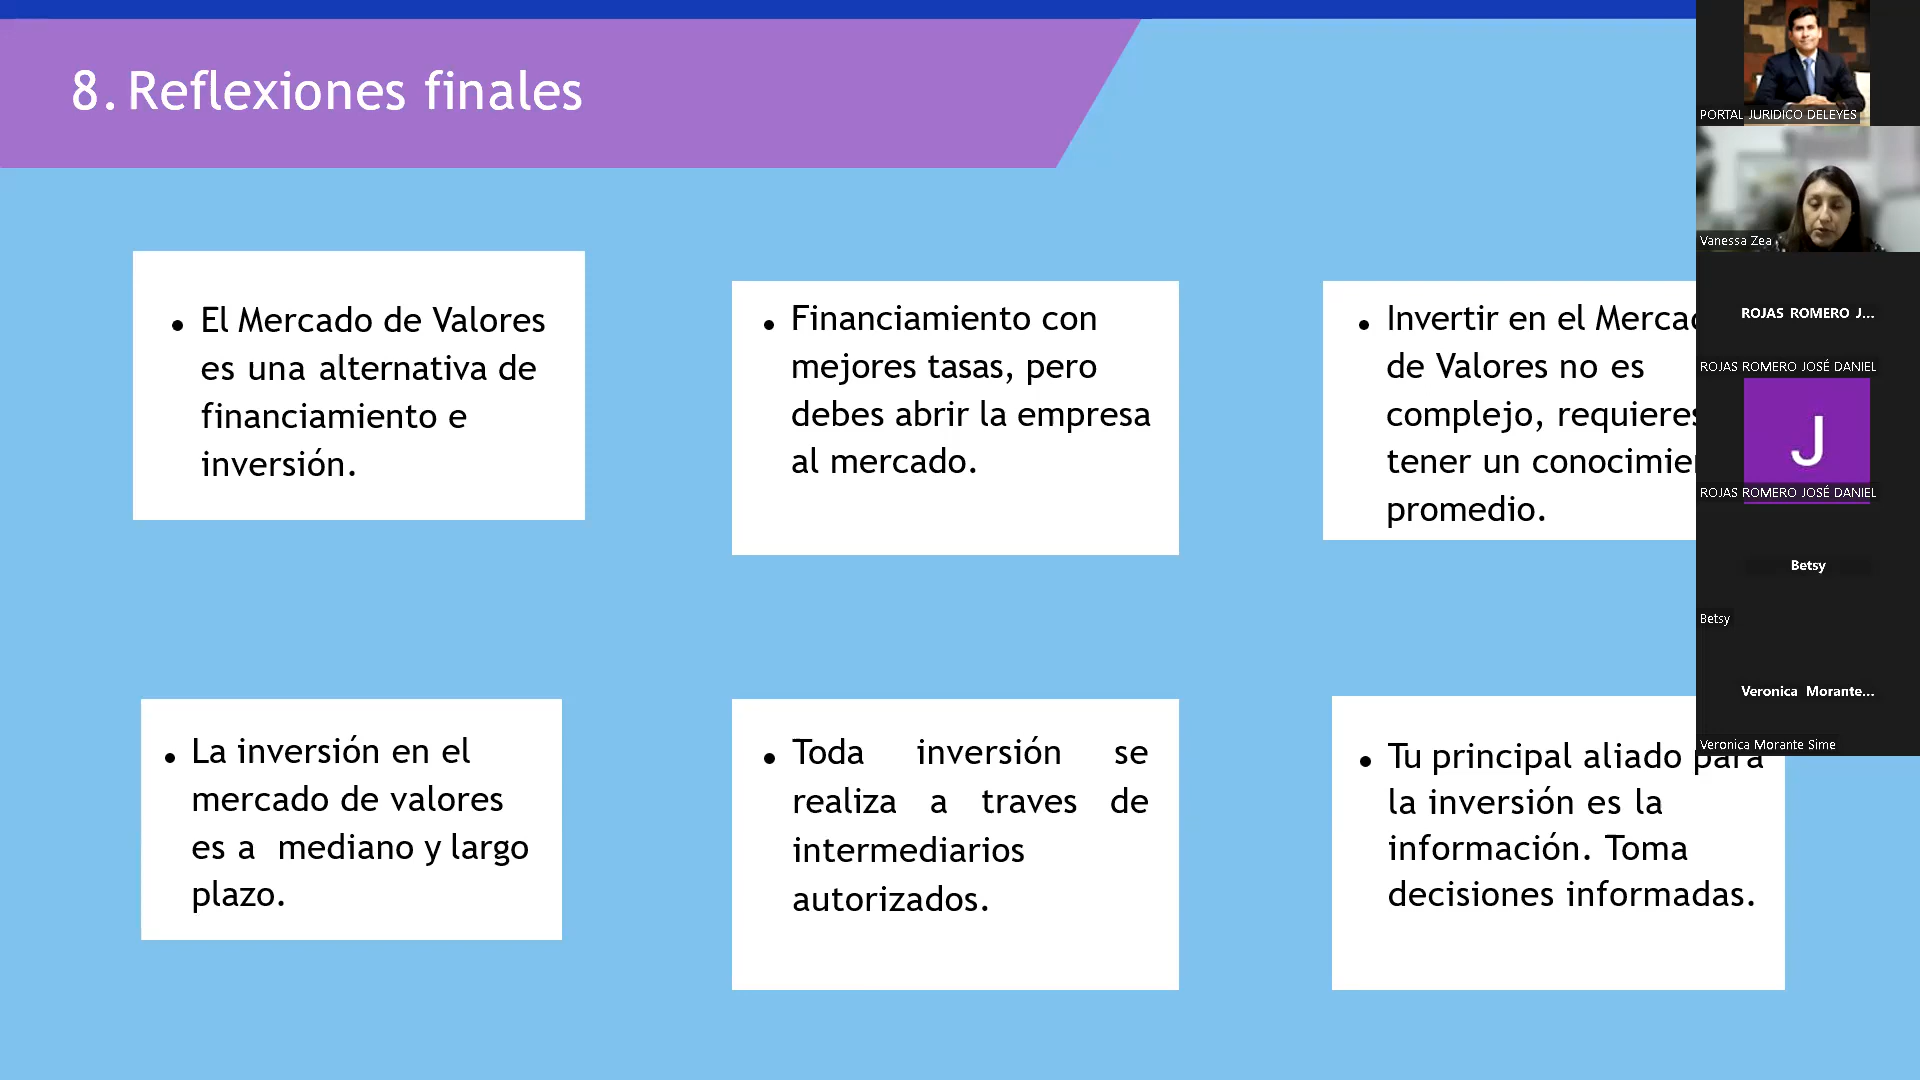 8. Reflexiones finales
El Mercado de Valores
es una alternativa de
financiamiento e
inversión.
Financiamiento con
mejores tasas, pero
debes abrir la empresa
al mercado.
Invertir en el
de Valores no es
complejo,
tener un
promedio.
La inversión en el
mercado de valores
es a mediano y largo
plazo.
Toda inversión se
realiza a traves de
intermediarios
autorizados.
Tu principal aliado para
la inversión es la
información. Toma
decisiones informadas.
PORTAL JURIDICO DELEYES
Vanessa Zea
ROJAS ROMERO J...
ROJAS ROMERO JOSÉ DANIEL
J
ROJAS ROMERO JOSÉ DANIEL
Betsy
Betsy
Veronica Morante...
Veronica Morante Sime